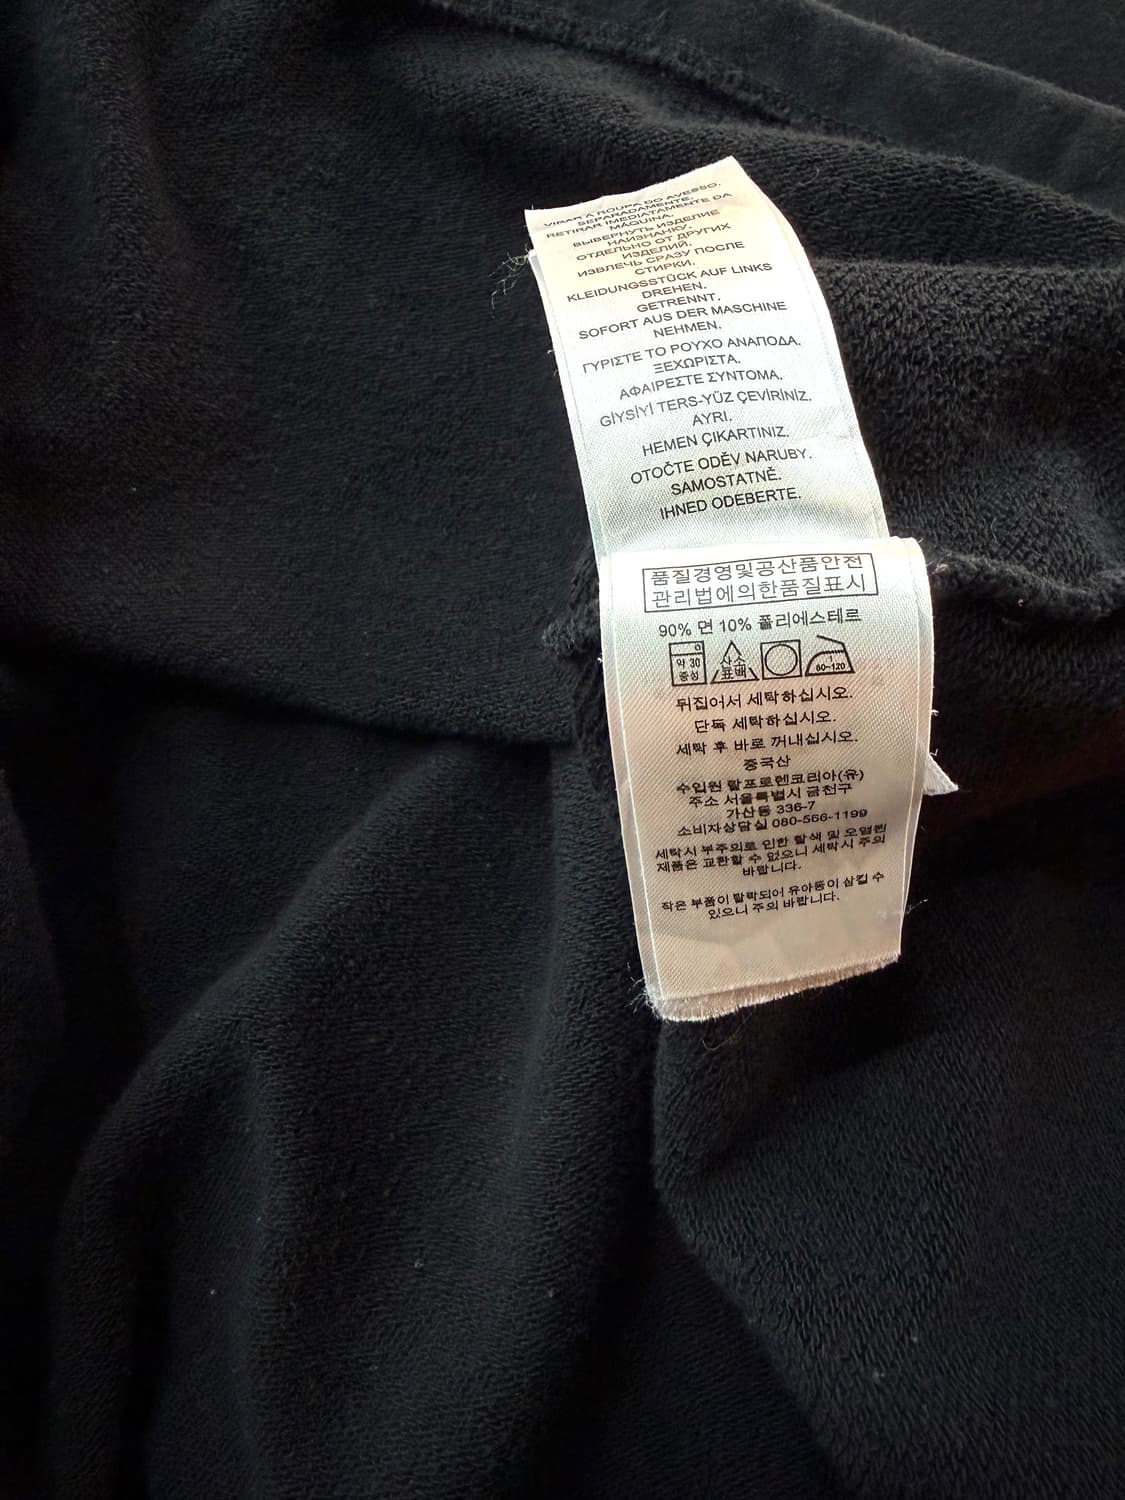 VIRAR A ROUPA DO AVESSO.
SEPARADAMENTE.
RETIRAR IMEDIATAMENTE DA
MÁQUINA.
ВЫВЕРНУТЬ ИЗДЕЛИЕ
НАИЗНАНКУ.
ОТДЕЛЬНО ОТ ДРУГИХ
ИЗДЕЛИЙ.
ИЗВЛЕЧЬ СРАЗУ ПОСЛЕ
СТИРКИ.
KLEIDUNGSSTÜCK AUF LINKS
DREHEN.
GETRENNT.
SOFORT AUS DER MASCHINE
NEHMEN.
ΓΥΡΙΣΤΕ ΤΟ ΡΟΥΧΟ ΑΝΑΠΟΔΑ.
ΞΕΧΩΡΙΣΤΑ.
ΑΦΑΙΡΕΣΤΕ ΣΥΝΤΟΜΑ.
GİYSİYİ TERS-YÜZ ÇEVİRİNİZ.
AYRI.
HEMEN ÇIKARTINIZ.
OTOČTE ODĚV NARUBY.
SAMOSTATNĚ.
IHNED ODEBERTE.
품질경영및공산품안전
관리법에의한품질표시
90% 면 10% 폴리에스테르
약 30 중성 산소 표백 1 80~120
뒤집어서 세탁하십시오.
단독 세탁하십시오.
세탁 후 바로 꺼내십시오.
중국산
수입원 랄프로렌코리아(유)
주소 서울특별시 금천구
가산동 336-7
소비자상담실 080-566-1199
세탁시 부주의로 인한 탈색 및 오염된
제품은 교환할 수 없으니 세탁시 주의
바랍니다.
작은 부품이 탈락되어 유아동이 삼킬 수
있으니 주의 바랍니다.